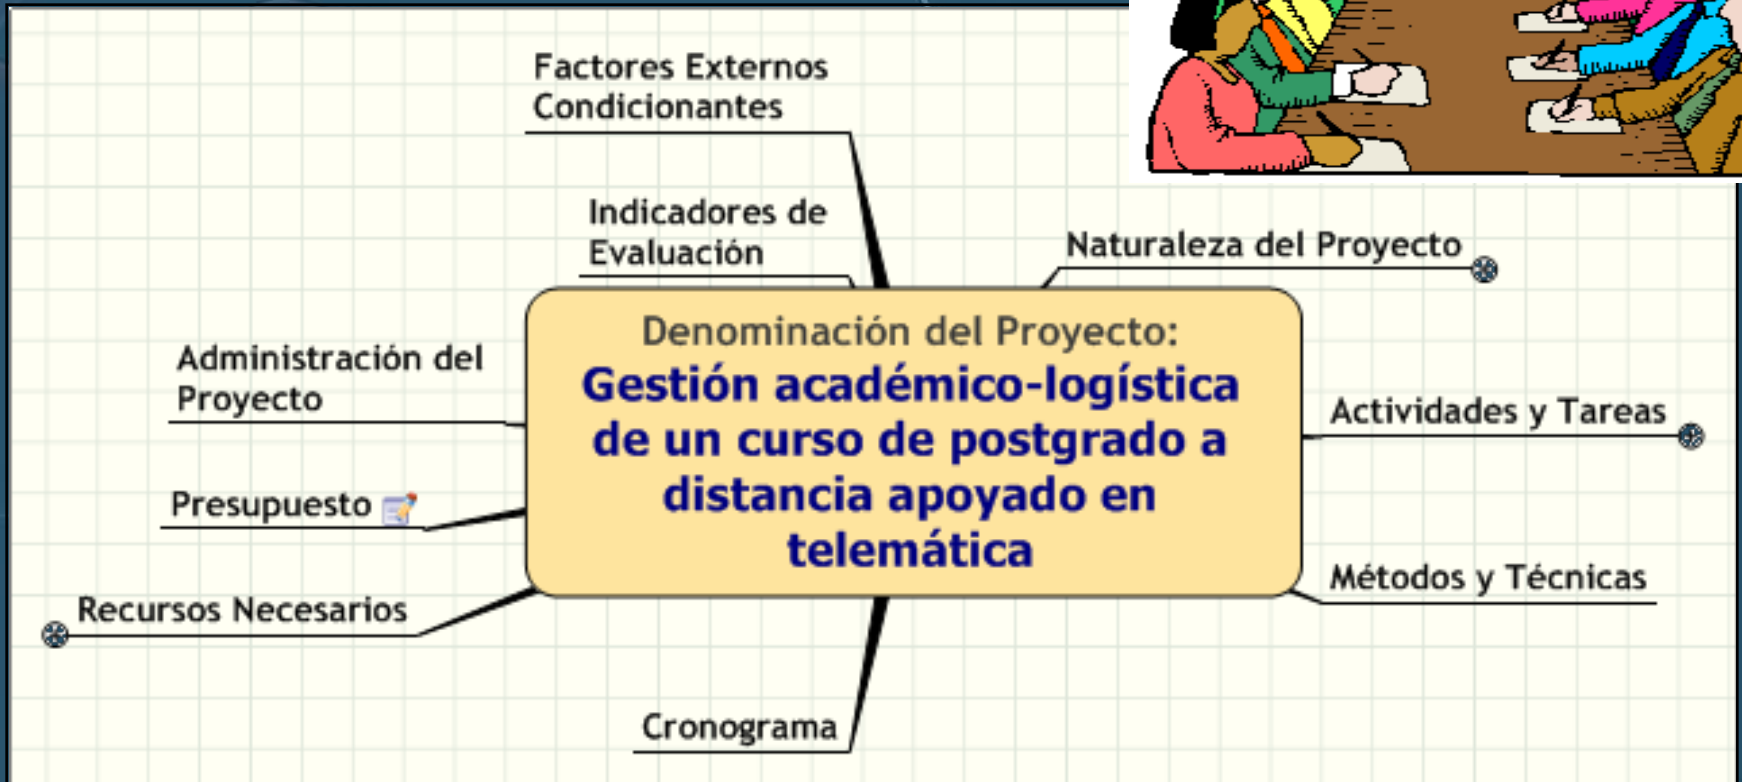 Factores Externos
Condicionantes
Indicadores de
Evaluación
Naturaleza del Proyecto
Denominación del Proyecto:
Gestión académico-logística
de un curso de postgrado a
distancia apoyado en
telemática
Administración del
Proyecto
Actividades y Tareas
Presupuesto
Métodos y Técnicas
Recursos Necesarios
Cronograma